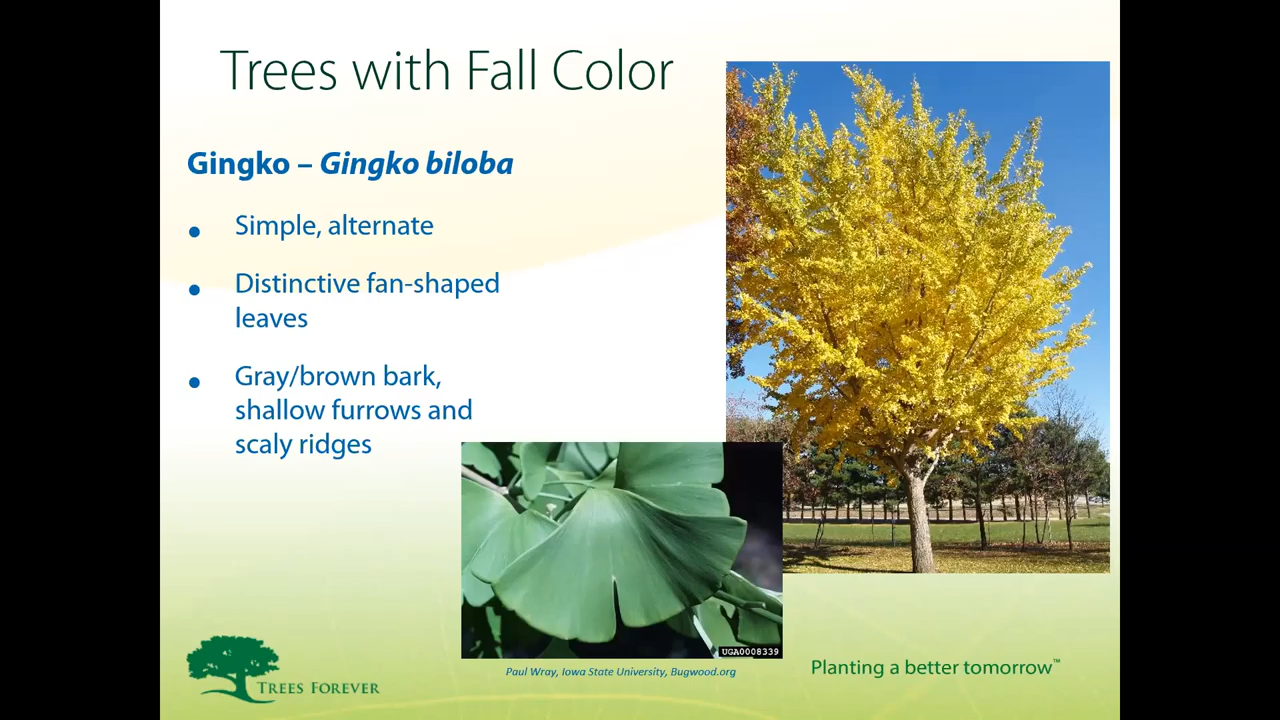 Trees with Fall Color
Gingko – Gingko biloba
• Simple, alternate
• Distinctive fan-shaped
leaves
• Gray/brown bark,
shallow furrows and
scaly ridges
UGA0008339
Paul Wray, Iowa State University, Bugwood.org
TREES FOREVER
Planting a better tomorrow™